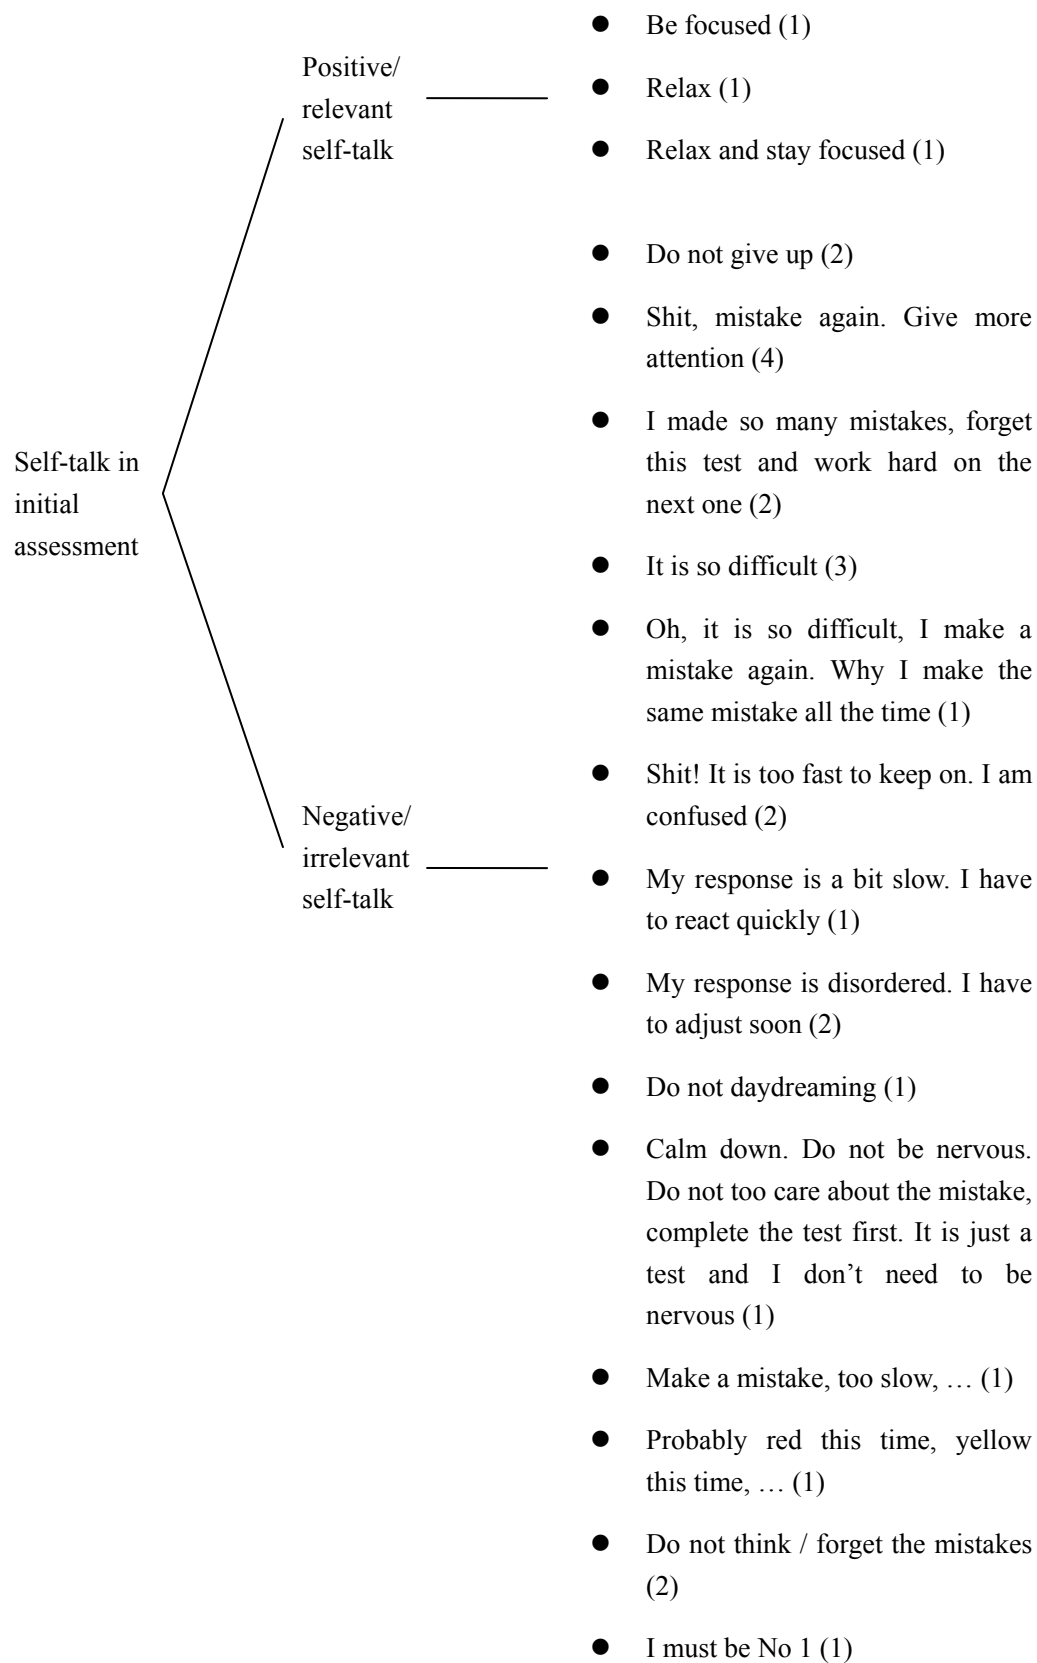 Self-talk in
initial
assessment
Positive/
relevant
self-talk
● Be focused (1)
● Relax (1)
● Relax and stay focused (1)
Negative/
irrelevant
self-talk
● Do not give up (2)
● Shit, mistake again. Give more
attention (4)
● I made so many mistakes, forget
this test and work hard on the
next one (2)
● It is so difficult (3)
● Oh, it is so difficult, I make a
mistake again. Why I make the
same mistake all the time (1)
● Shit! It is too fast to keep on. I am
confused (2)
● My response is a bit slow. I have
to react quickly (1)
● My response is disordered. I have
to adjust soon (2)
● Do not daydreaming (1)
● Calm down. Do not be nervous.
Do not too care about the mistake,
complete the test first. It is just a
test and I don’t need to be
nervous (1)
● Make a mistake, too slow, … (1)
● Probably red this time, yellow
this time, … (1)
● Do not think / forget the mistakes
(2)
● I must be No 1 (1)